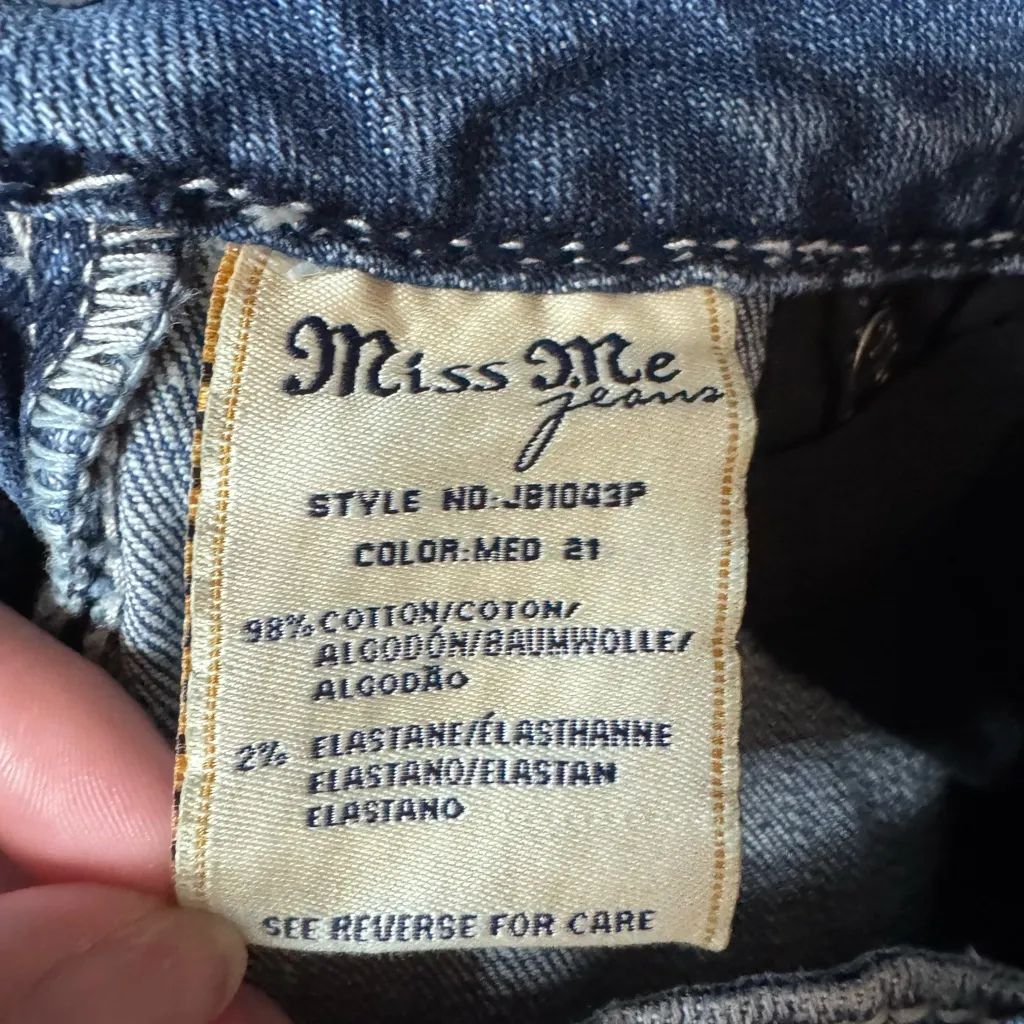 Miss Me
jeans
STYLE NO:JB1043P
COLOR:MED 21
98% COTTON/COTON/
ALGODÓN/BAUMWOLLE/
ALGODÃO
2% ELASTANE/ÉLASTHANNE
ELASTANO/ELASTAN
ELASTANO
SEE REVERSE FOR CARE